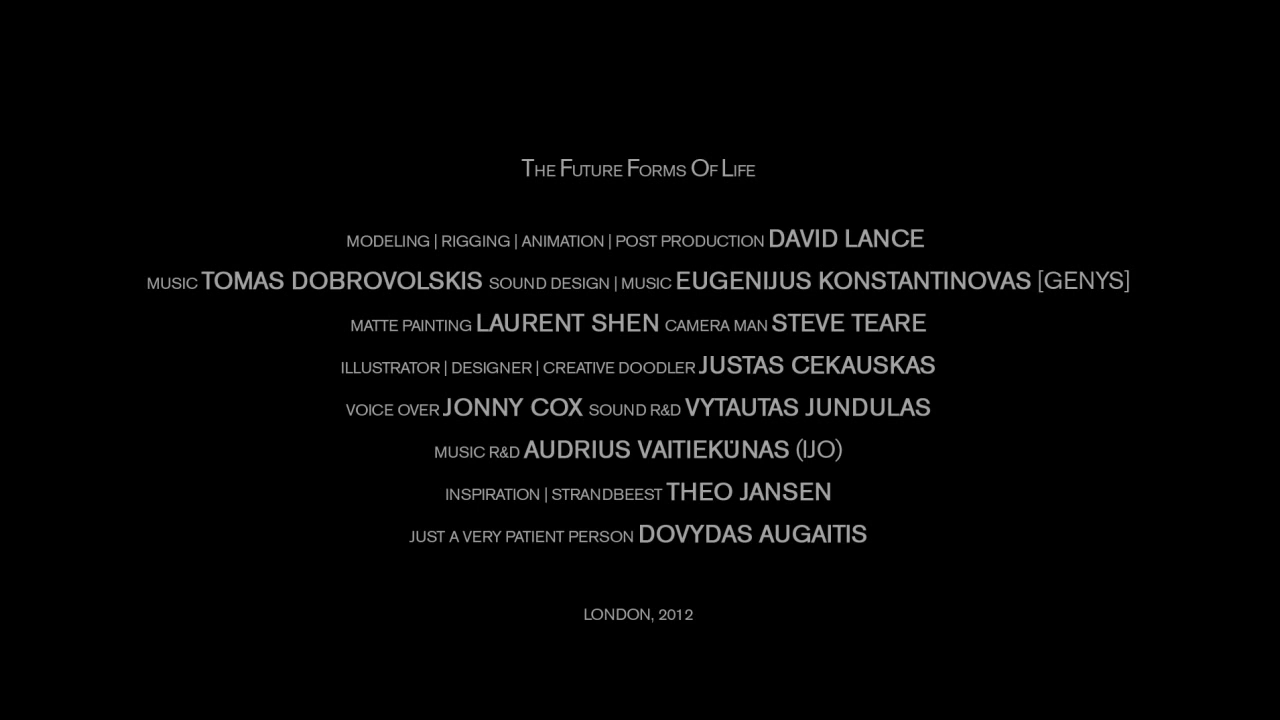 The Future Forms Of Life
MODELING | RIGGING | ANIMATION | POST PRODUCTION DAVID LANCE
MUSIC TOMAS DOBROVOLSKIS SOUND DESIGN | MUSIC EUGENIJUS KONSTANTINOVAS [GENYS]
MATTE PAINTING LAURENT SHEN CAMERA MAN STEVE TEARE
ILLUSTRATOR | DESIGNER | CREATIVE DOODLER JUSTAS CEKAUSKAS
VOICE OVER JONNY COX SOUND R&D VYTAUTAS JUNDULAS
MUSIC R&D AUDRIUS VAITIEKŪNAS (IJO)
INSPIRATION | STRANDBEEST THEO JANSEN
JUST A VERY PATIENT PERSON DOVYDAS AUGAITIS
LONDON, 2012